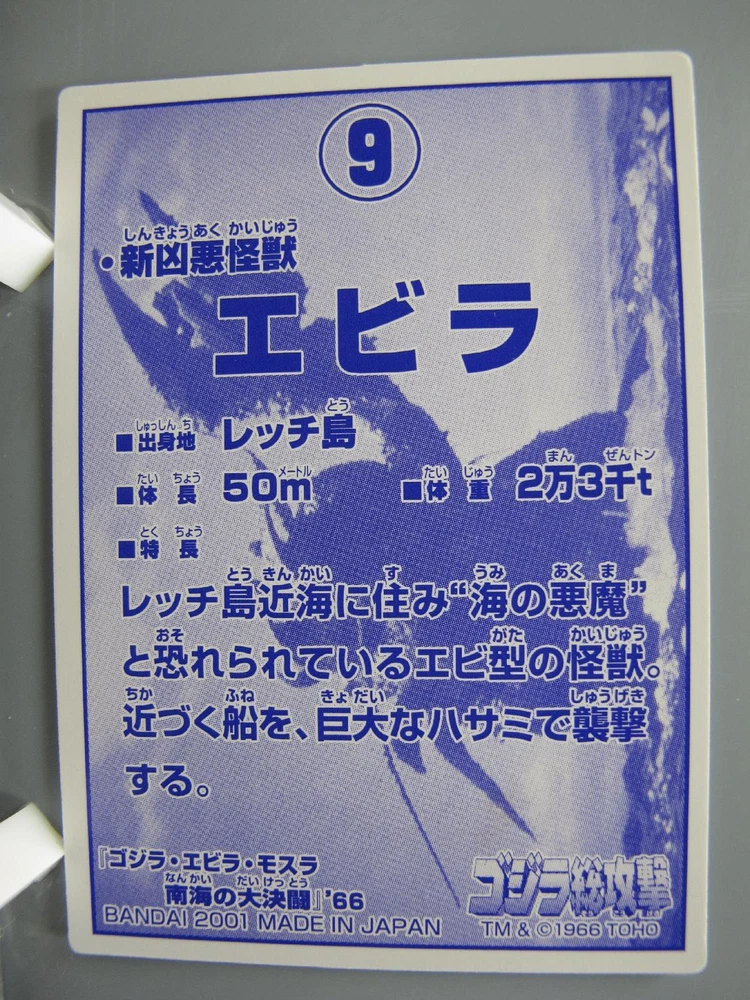 9
しんきょうあく かいじゅう
・新凶悪怪獣
エビラ
しゅっしん ち とう
■出身地 レッチ島
たい ちょう メートル たい じゅう まん ぜんトン
■体長 50m ■体重 2万3千t
とく ちょう
■特長
とう きん かい す うみ あく ま
レッチ島近海に住み“海の悪魔”
おそ がた かいじゅう
と恐れられているエビ型の怪獣。
ちか ふね きょ だい しゅうげき
近づく船を、巨大なハサミで襲撃
する。
『ゴジラ・エビラ・モスラ
なんかい だいけっとう
南海の大決闘』'66
ゴジラ総攻撃
BANDAI 2001 MADE IN JAPAN
TM & ©1966 TOHO